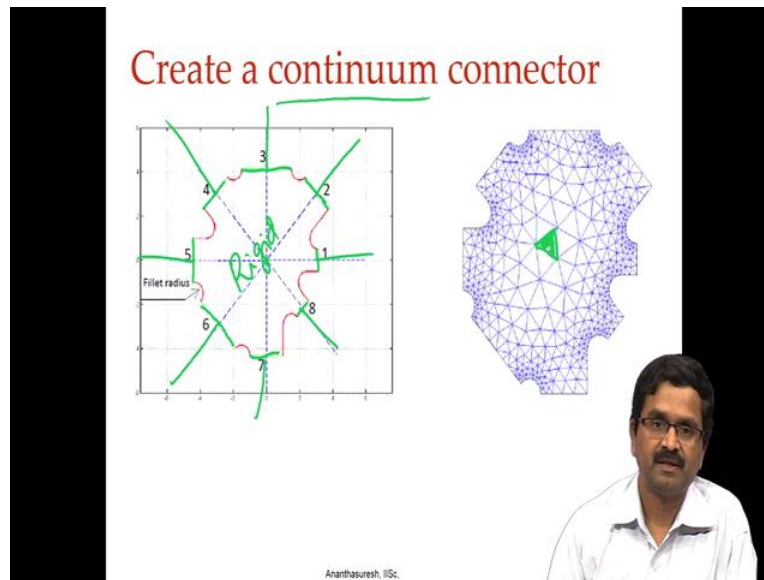 Create a continuum connector
3
4
2
Rigid
5
1
Fillet radius
8
6
7
Ananthasuresh, IISc,